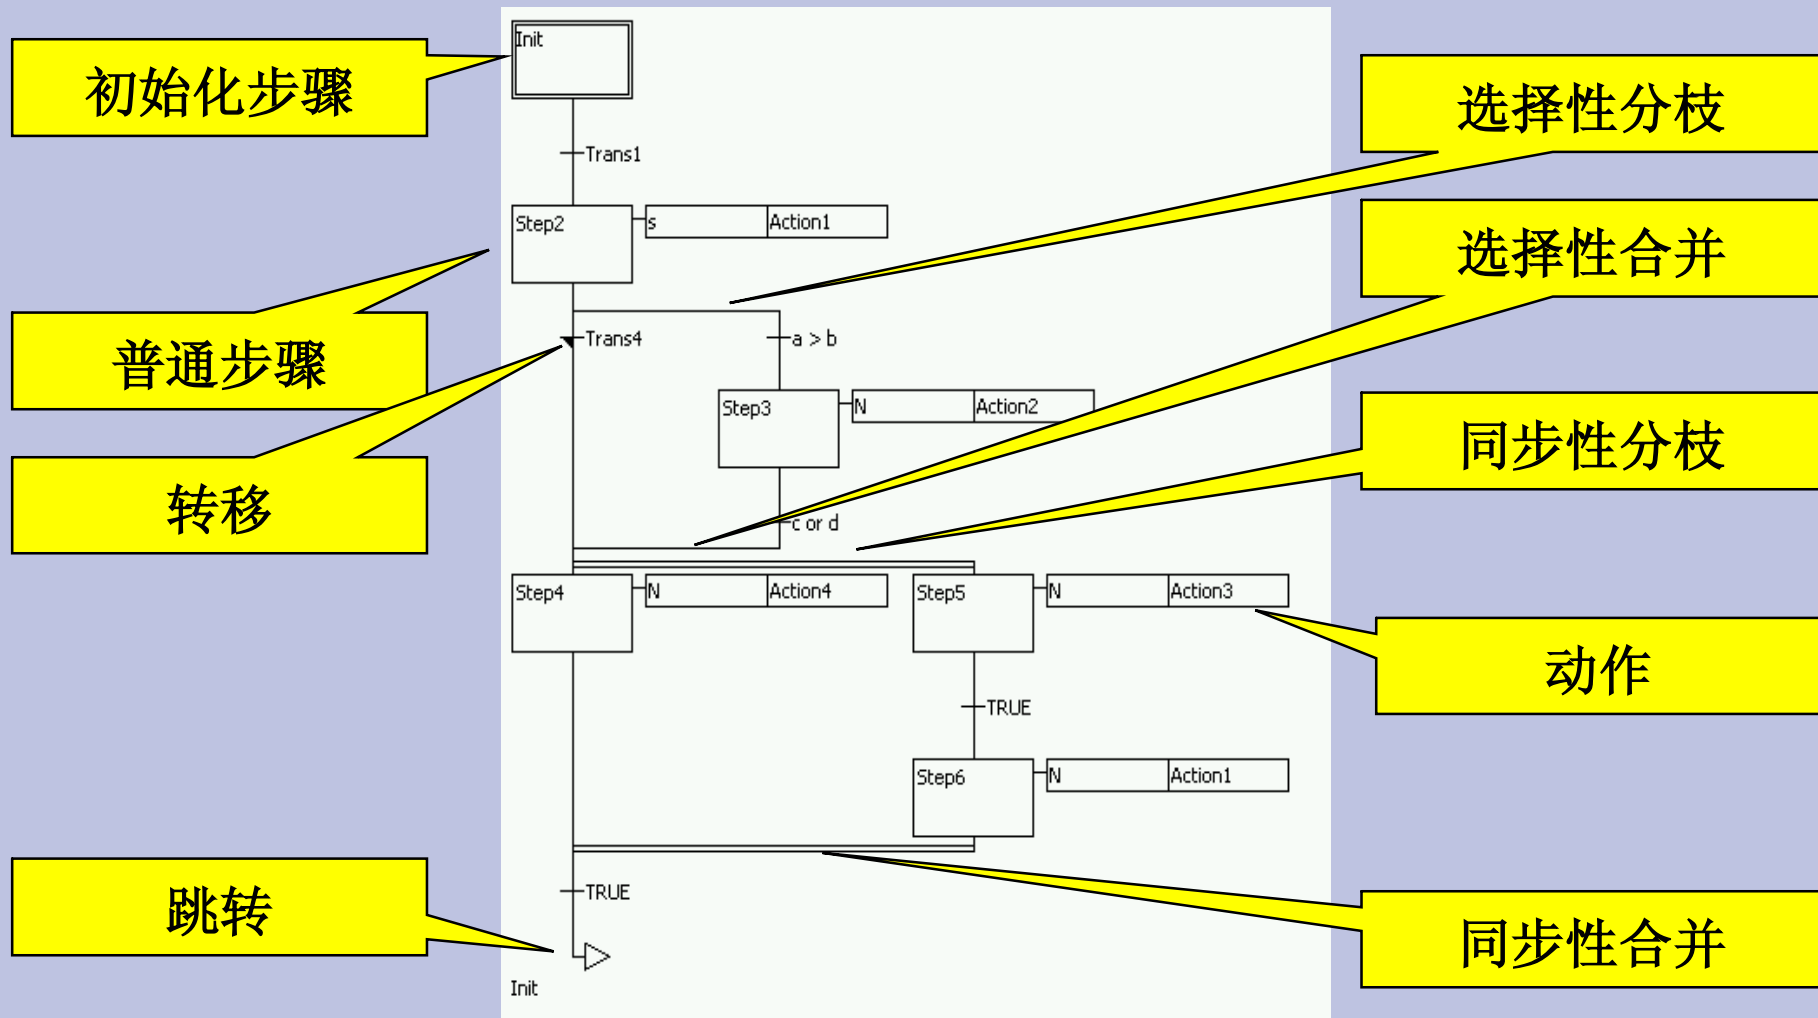 Init
初始化步骤
选择性分枝
Trans1
Step2
s
Action1
选择性合并
普通步骤
Trans4
a > b
Step3
N
Action2
同步性分枝
转移
c or d
Step4
N
Action4
Step5
N
Action3
动作
TRUE
Step6
N
Action1
TRUE
跳转
同步性合并
Init